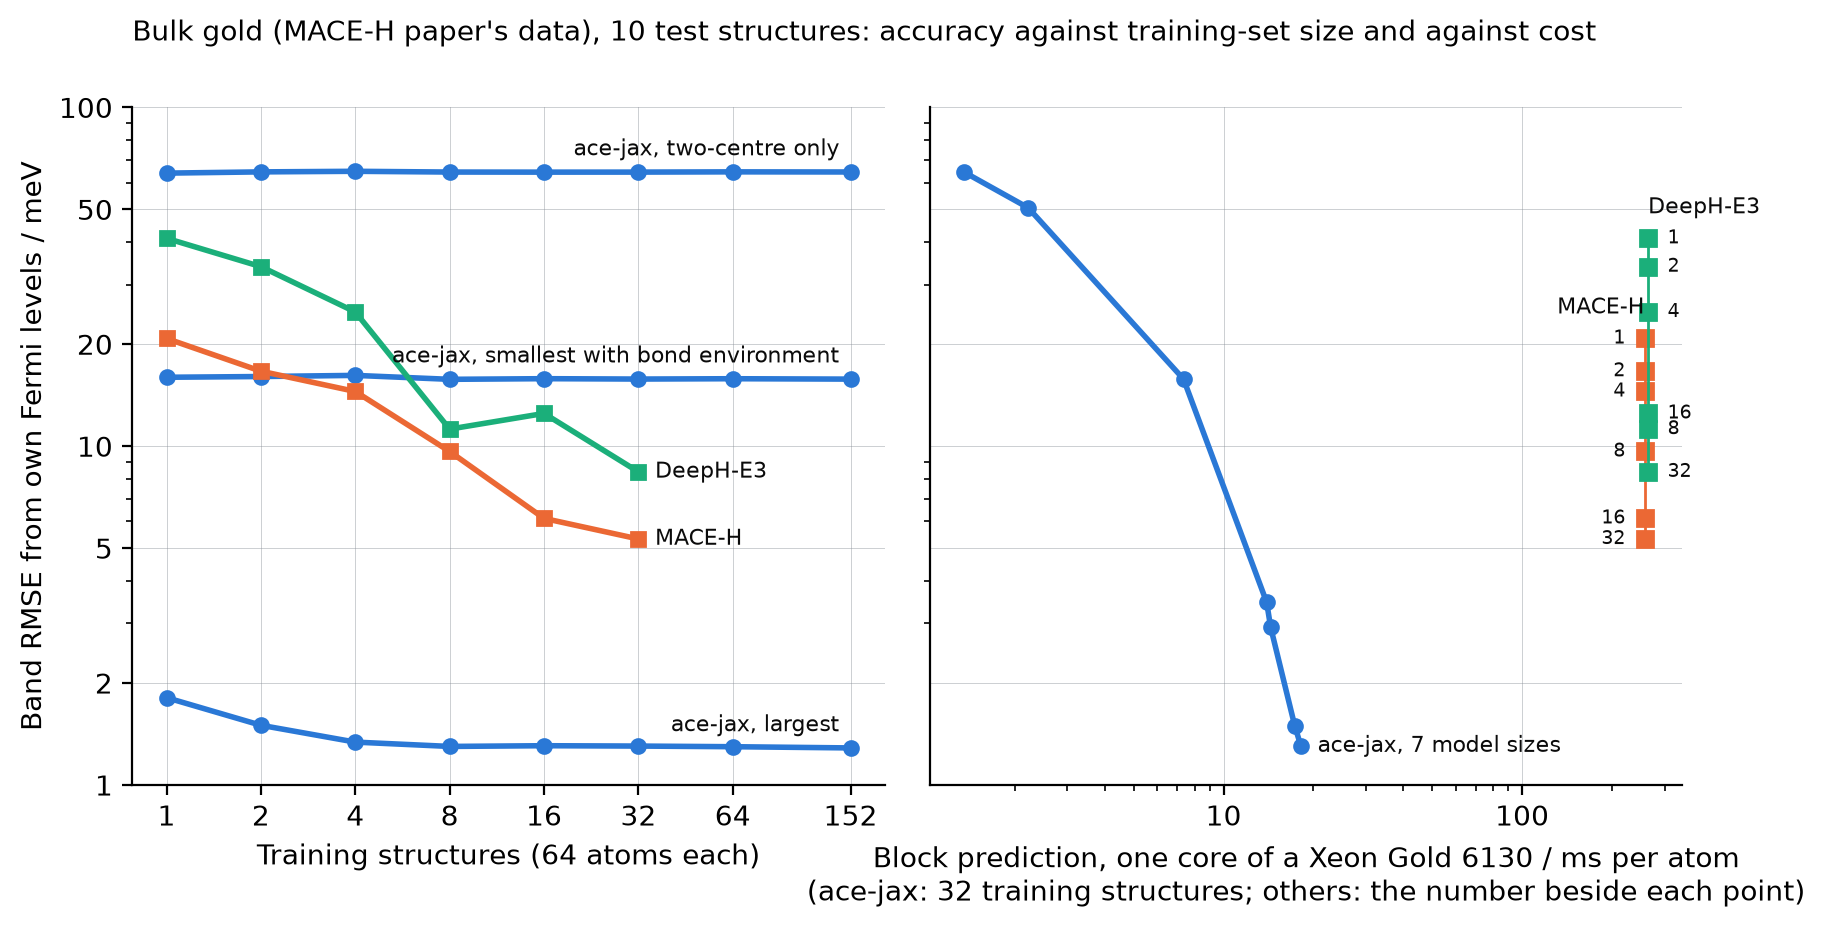 Bulk gold (MACE-H paper's data), 10 test structures: accuracy against training-set size and against cost
Band RMSE from own Fermi levels / meV
100
50
20
10
5
2
1
ace-jax, two-centre only
ace-jax, smallest with bond environment
DeepH-E3
MACE-H
ace-jax, largest
1
2
4
8
16
32
64
152
Training structures (64 atoms each)
DeepH-E3
1
2
4
16
8
32
MACE-H
1
2
4
8
16
32
ace-jax, 7 model sizes
10
100
Block prediction, one core of a Xeon Gold 6130 / ms per atom
(ace-jax: 32 training structures; others: the number beside each point)